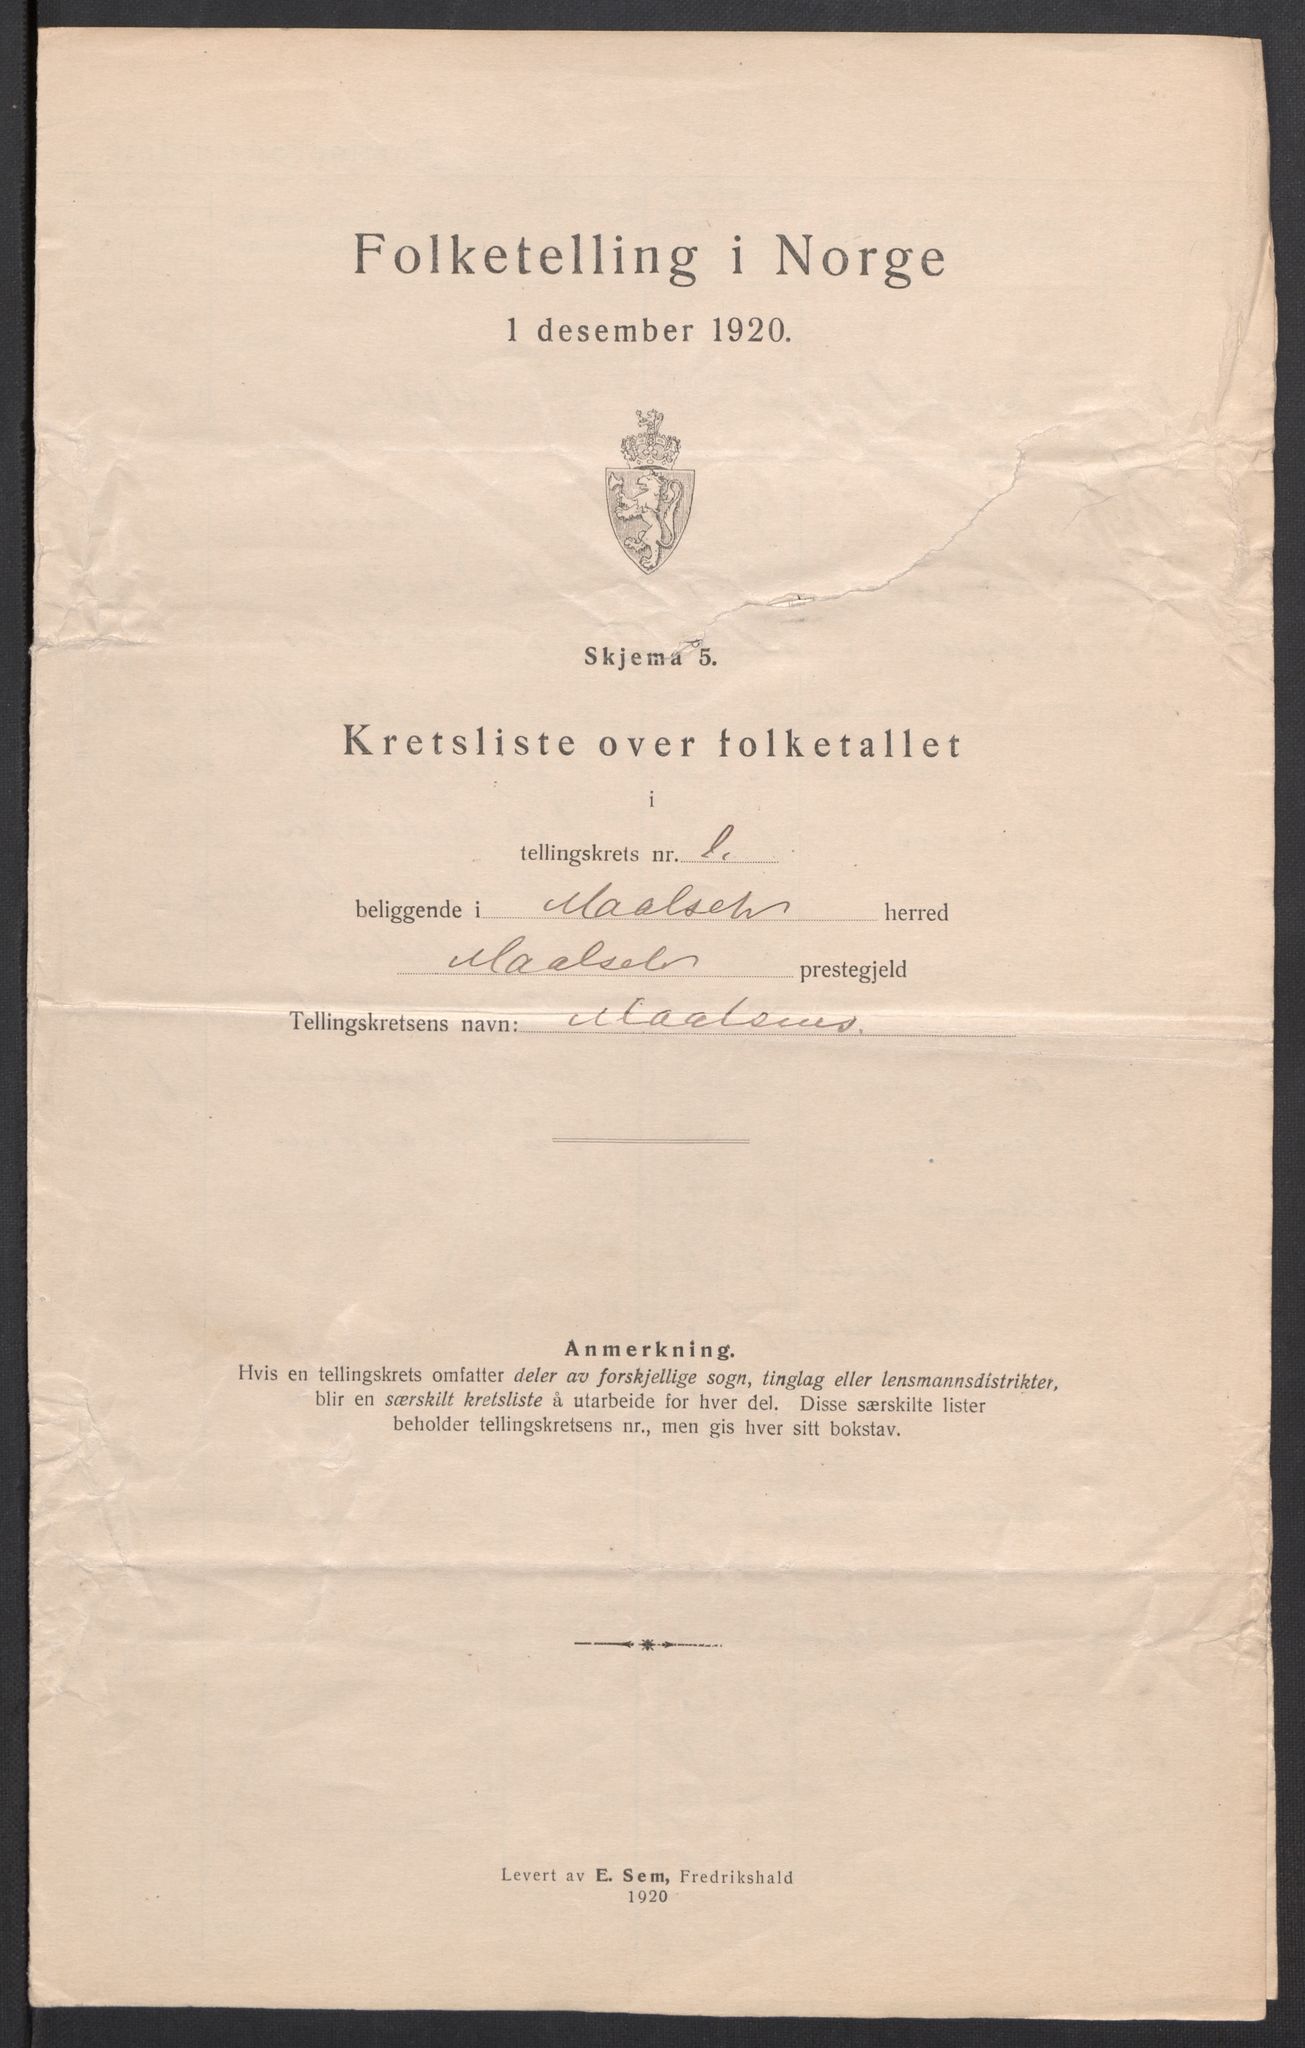 Folketelling i Norge
1 desember 1920.
Skjema 5.
Kretsliste over folketallet
i
tellingskrets nr. 1.
beliggende i Maalselv herred
Maalselv prestegjeld
Tellingskretsens navn: Maalsnes.
Anmerkning.
Hvis en tellingskrets omfatter deler av forskjellige sogn, tinglag eller lensmannsdistrikter,
blir en særskilt kretsliste å utarbeide for hver del. Disse særskilte lister
beholder tellingskretsens nr., men gis hver sitt bokstav.
Levert av E. Sem, Fredrikshald
1920